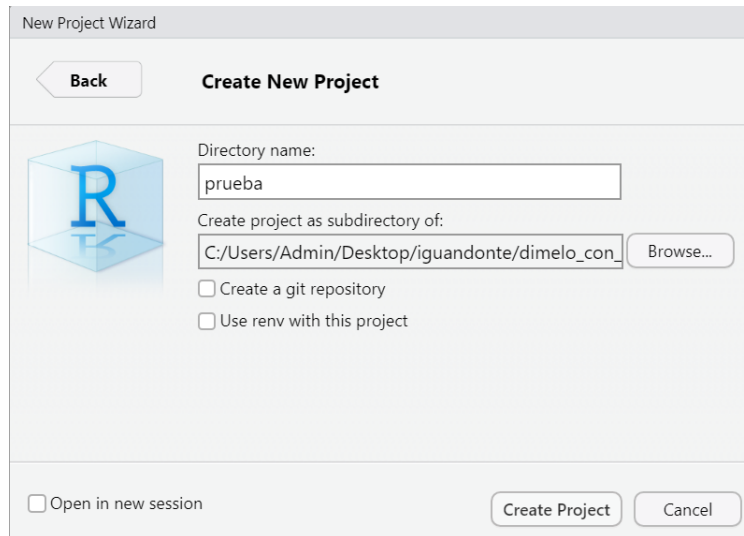 New Project Wizard
Back
Create New Project
R
Directory name:
prueba
Create project as subdirectory of:
C:/Users/Admin/Desktop/iguandonte/dimelo_con_
Browse...
Create a git repository
Use renv with this project
Open in new session
Create Project
Cancel